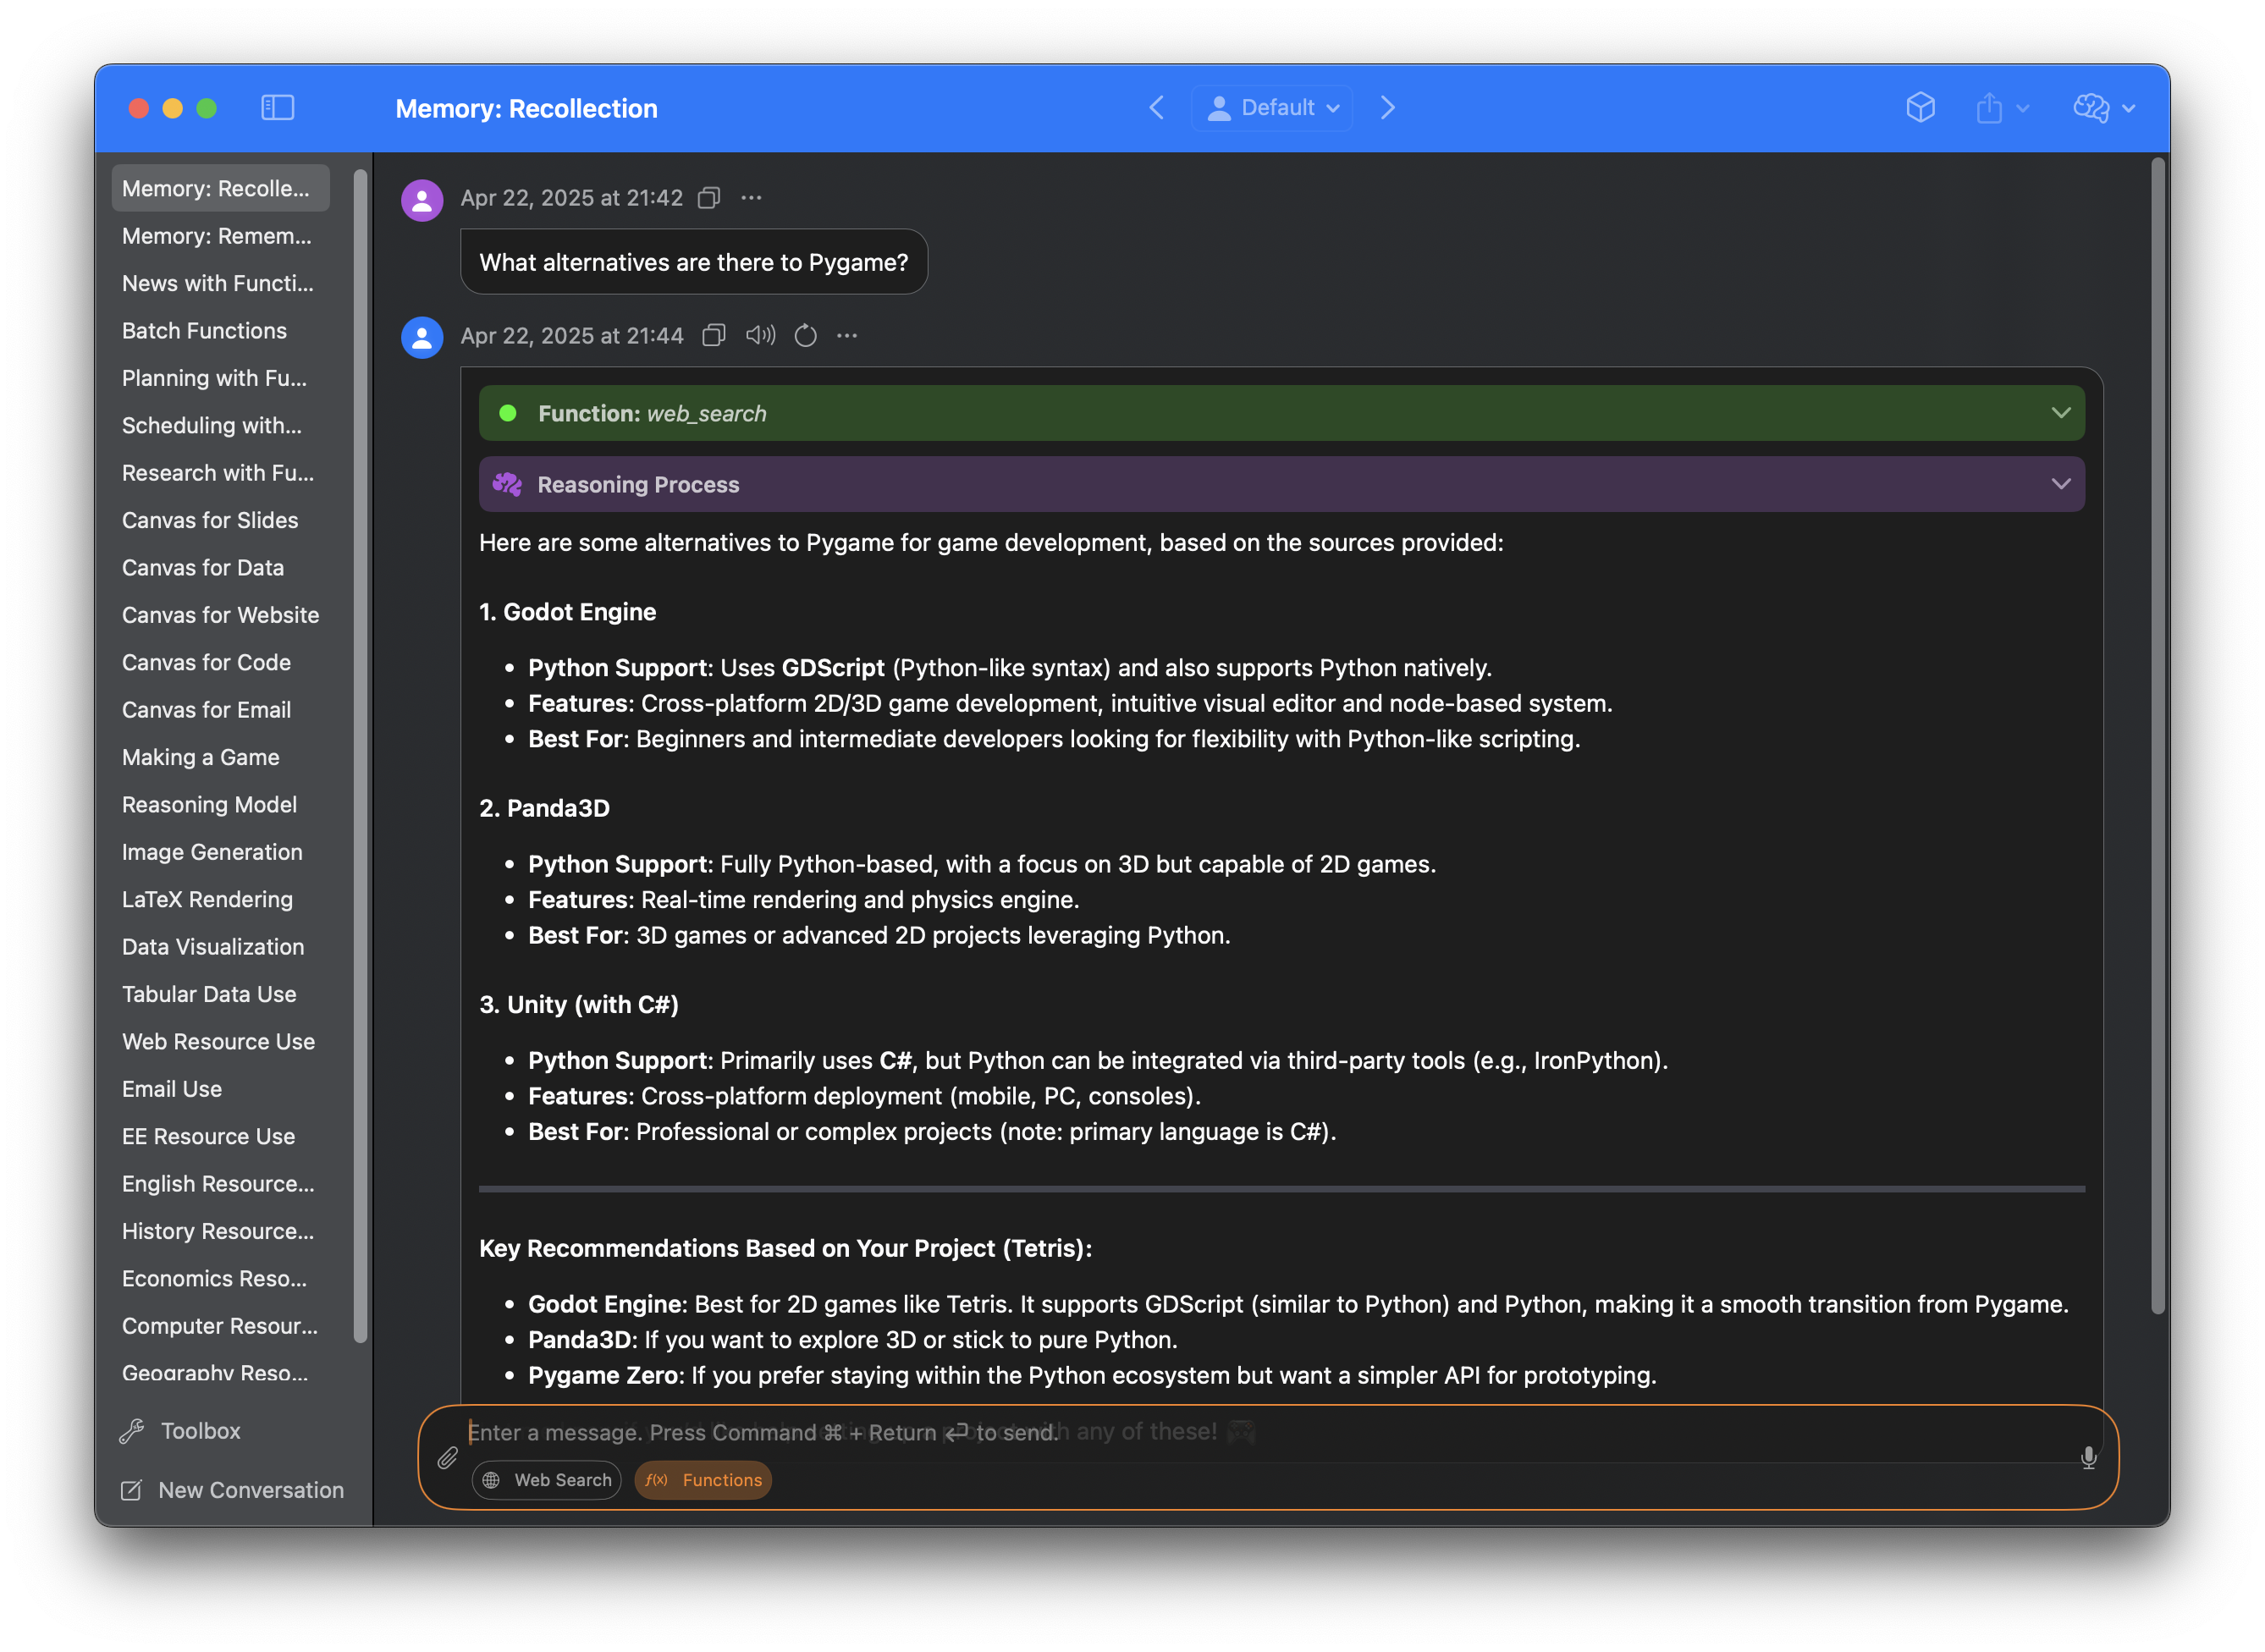 Memory: Recollection
Default
Memory: Recolle...
Memory: Remem...
News with Functi...
Batch Functions
Planning with Fu...
Scheduling with...
Research with Fu...
Canvas for Slides
Canvas for Data
Canvas for Website
Canvas for Code
Canvas for Email
Making a Game
Reasoning Model
Image Generation
LaTeX Rendering
Data Visualization
Tabular Data Use
Web Resource Use
Email Use
EE Resource Use
English Resource...
History Resource...
Economics Reso...
Computer Resour...
Geography Reso...
Toolbox
New Conversation
Apr 22, 2025 at 21:42
What alternatives are there to Pygame?
Apr 22, 2025 at 21:44
Function: web_search
Reasoning Process
Here are some alternatives to Pygame for game development, based on the sources provided:
1. Godot Engine
• Python Support: Uses GDScript (Python-like syntax) and also supports Python natively.
• Features: Cross-platform 2D/3D game development, intuitive visual editor and node-based system.
• Best For: Beginners and intermediate developers looking for flexibility with Python-like scripting.
2. Panda3D
• Python Support: Fully Python-based, with a focus on 3D but capable of 2D games.
• Features: Real-time rendering and physics engine.
• Best For: 3D games or advanced 2D projects leveraging Python.
3. Unity (with C#)
• Python Support: Primarily uses C#, but Python can be integrated via third-party tools (e.g., IronPython).
• Features: Cross-platform deployment (mobile, PC, consoles).
• Best For: Professional or complex projects (note: primary language is C#).
Key Recommendations Based on Your Project (Tetris):
• Godot Engine: Best for 2D games like Tetris. It supports GDScript (similar to Python) and Python, making it a smooth transition from Pygame.
• Panda3D: If you want to explore 3D or stick to pure Python.
• Pygame Zero: If you prefer staying within the Python ecosystem but want a simpler API for prototyping.
with any of these! 🎮
Enter a message. Press Command ⌘ + Return ↩ to send.
Web Search
f(x) Functions